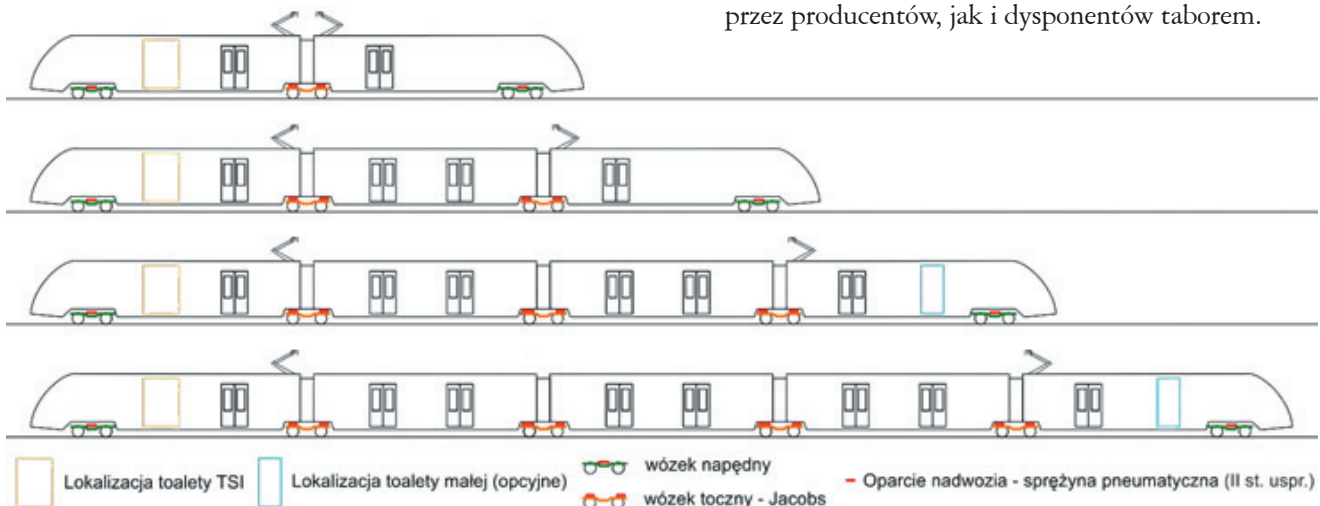 przez producentów, jak i dysponentów taborem.
Lokalizacja toalety TSI
Lokalizacja toalety małej (opcyjne)
wózek napędny
wózek toczny - Jacobs
Oparcie nadwozia - sprężyna pneumatyczna (II st. uspr.)